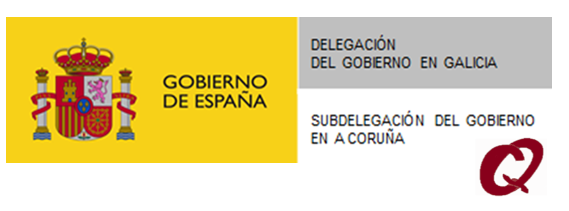 GOBIERNO
DE ESPAÑA
DELEGACIÓN
DEL GOBIERNO EN GALICIA
SUBDELEGACIÓN DEL GOBIERNO
EN A CORUÑA